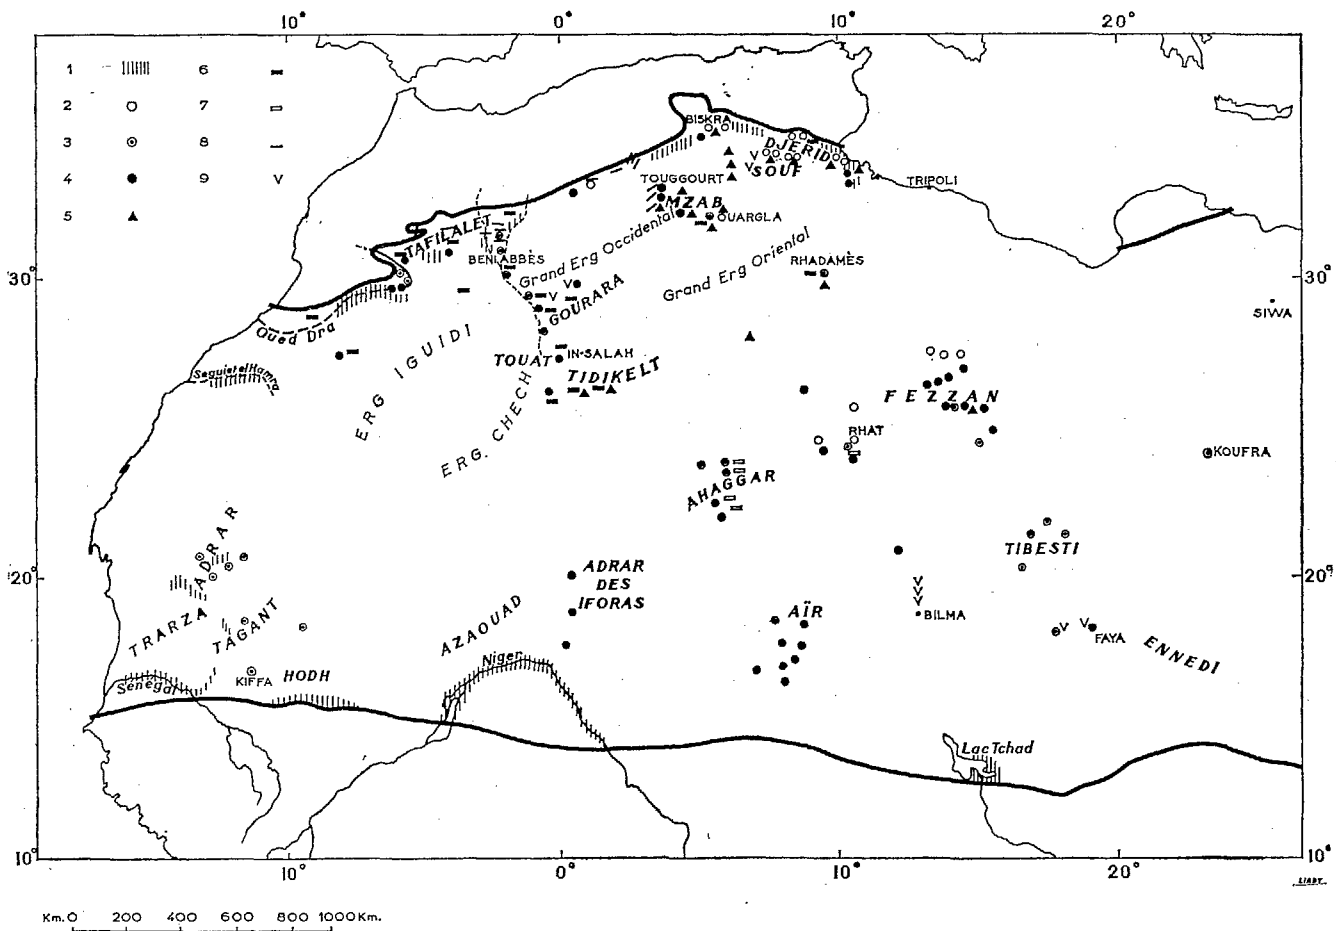 10° 0° 10° 20°
1 6
2 7
3 8
4 9 V
5
BISKRA
DJERID
V
V
SOUF
TOUGGOURT
TRIPOLI
MZAB
OUARGLA
TAFILALET
BENI ABBÈS
Grand Erg Occidental
Grand Erg Oriental
RHADAMÈS
30° 30°
V
V
GOURARA
SIWA
Oued Dra
ERG IGUIDI
TOUAT
IN-SALAH
TIDIKELT
Seguiet el Hamra
ERG CHECH
FEZZAN
RHAT
KOUFRA
AHAGGAR
ADRAR
TIBESTI
20° 20°
ADRAR
DES
IFORAS
V
V
V
BILMA
AÏR
TRARZA
TAGANT
AZAOUAD
V
V
FAYA
ENNEDI
Niger
Sénégal
KIFFA
HODH
Lac Tchad
10° 10°
10° 0° 10° 20°
Km. 0 200 400 600 800 1000 Km.